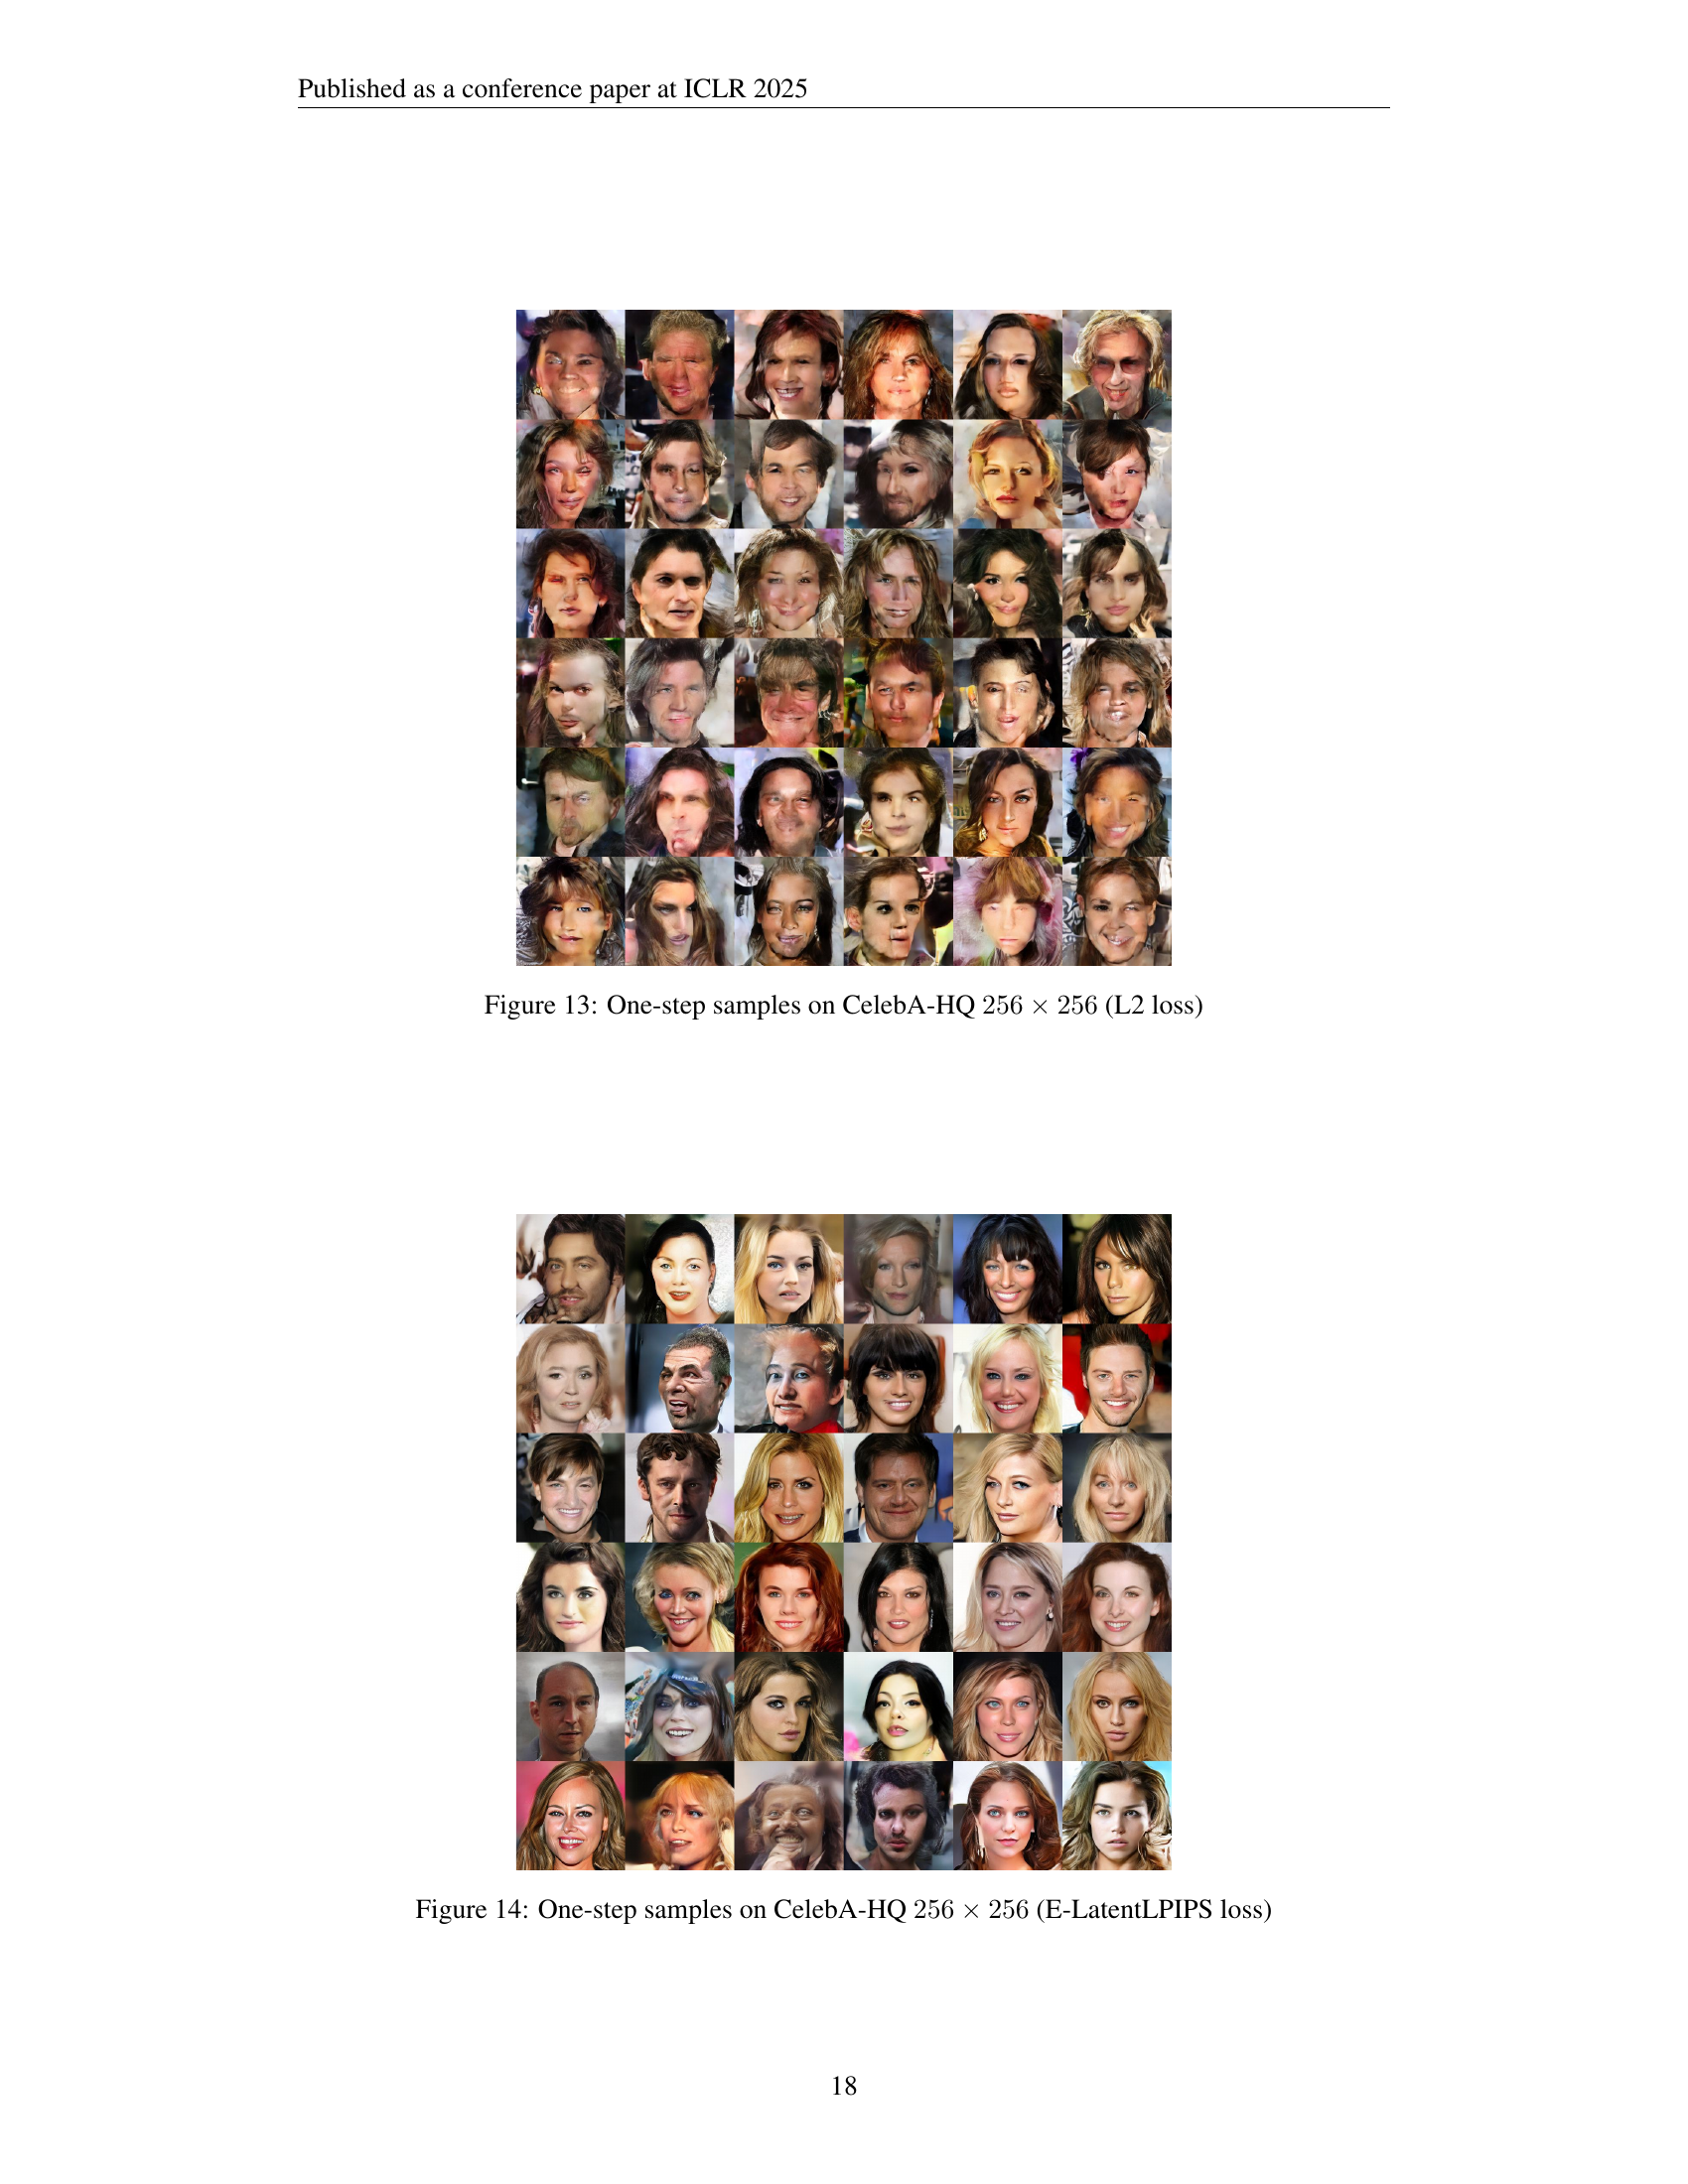 Published as a conference paper at ICLR 2025
Figure 13: One-step samples on CelebA-HQ 256 × 256 (L2 loss)
Figure 14: One-step samples on CelebA-HQ 256 × 256 (E-LatentLPIPS loss)
18